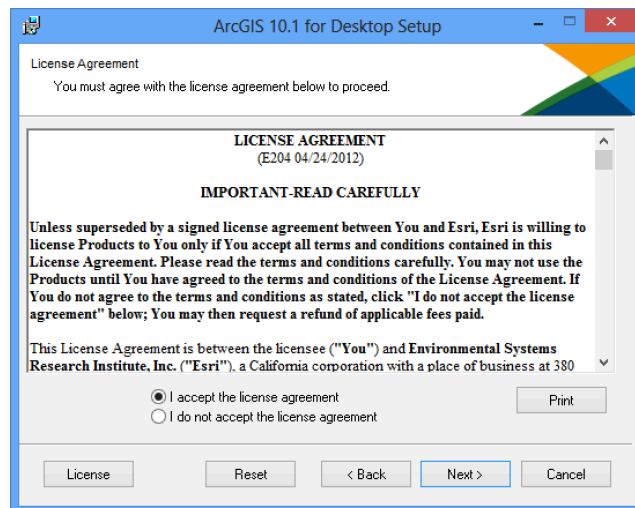 ArcGIS 10.1 for Desktop Setup
License Agreement
You must agree with the license agreement below to proceed.
LICENSE AGREEMENT
(E204 04/24/2012)
IMPORTANT-READ CAREFULLY
Unless superseded by a signed license agreement between You and Esri, Esri is willing to
license Products to You only if You accept all terms and conditions contained in this
License Agreement. Please read the terms and conditions carefully. You may not use the
Products until You have agreed to the terms and conditions of the License Agreement. If
You do not agree to the terms and conditions as stated, click "I do not accept the license
agreement" below; You may then request a refund of applicable fees paid.
This License Agreement is between the licensee ("You") and Environmental Systems
Research Institute, Inc. ("Esri"), a California corporation with a place of business at 380
I accept the license agreement
Print
I do not accept the license agreement
License Reset < Back Next > Cancel